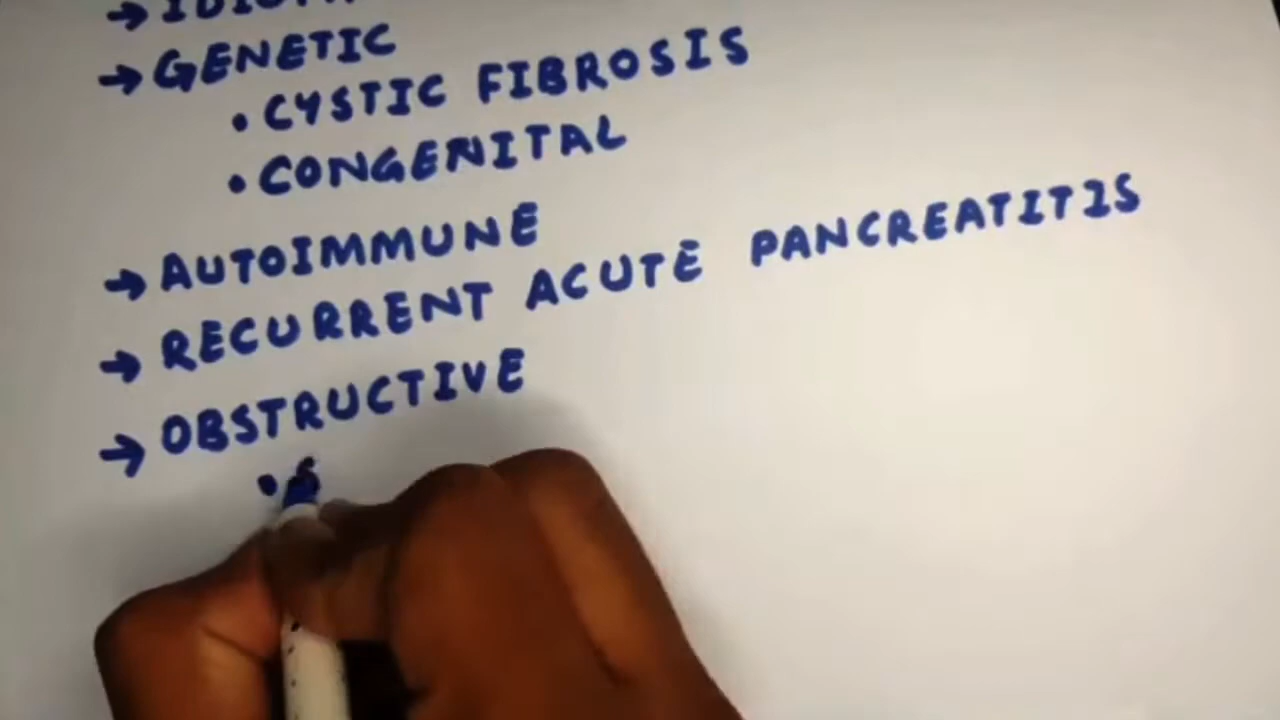 → GENETIC
• CYSTIC FIBROSIS
• CONGENITAL
→ AUTOIMMUNE
→ RECURRENT ACUTE PANCREATITIS
→ OBSTRUCTIVE
• S